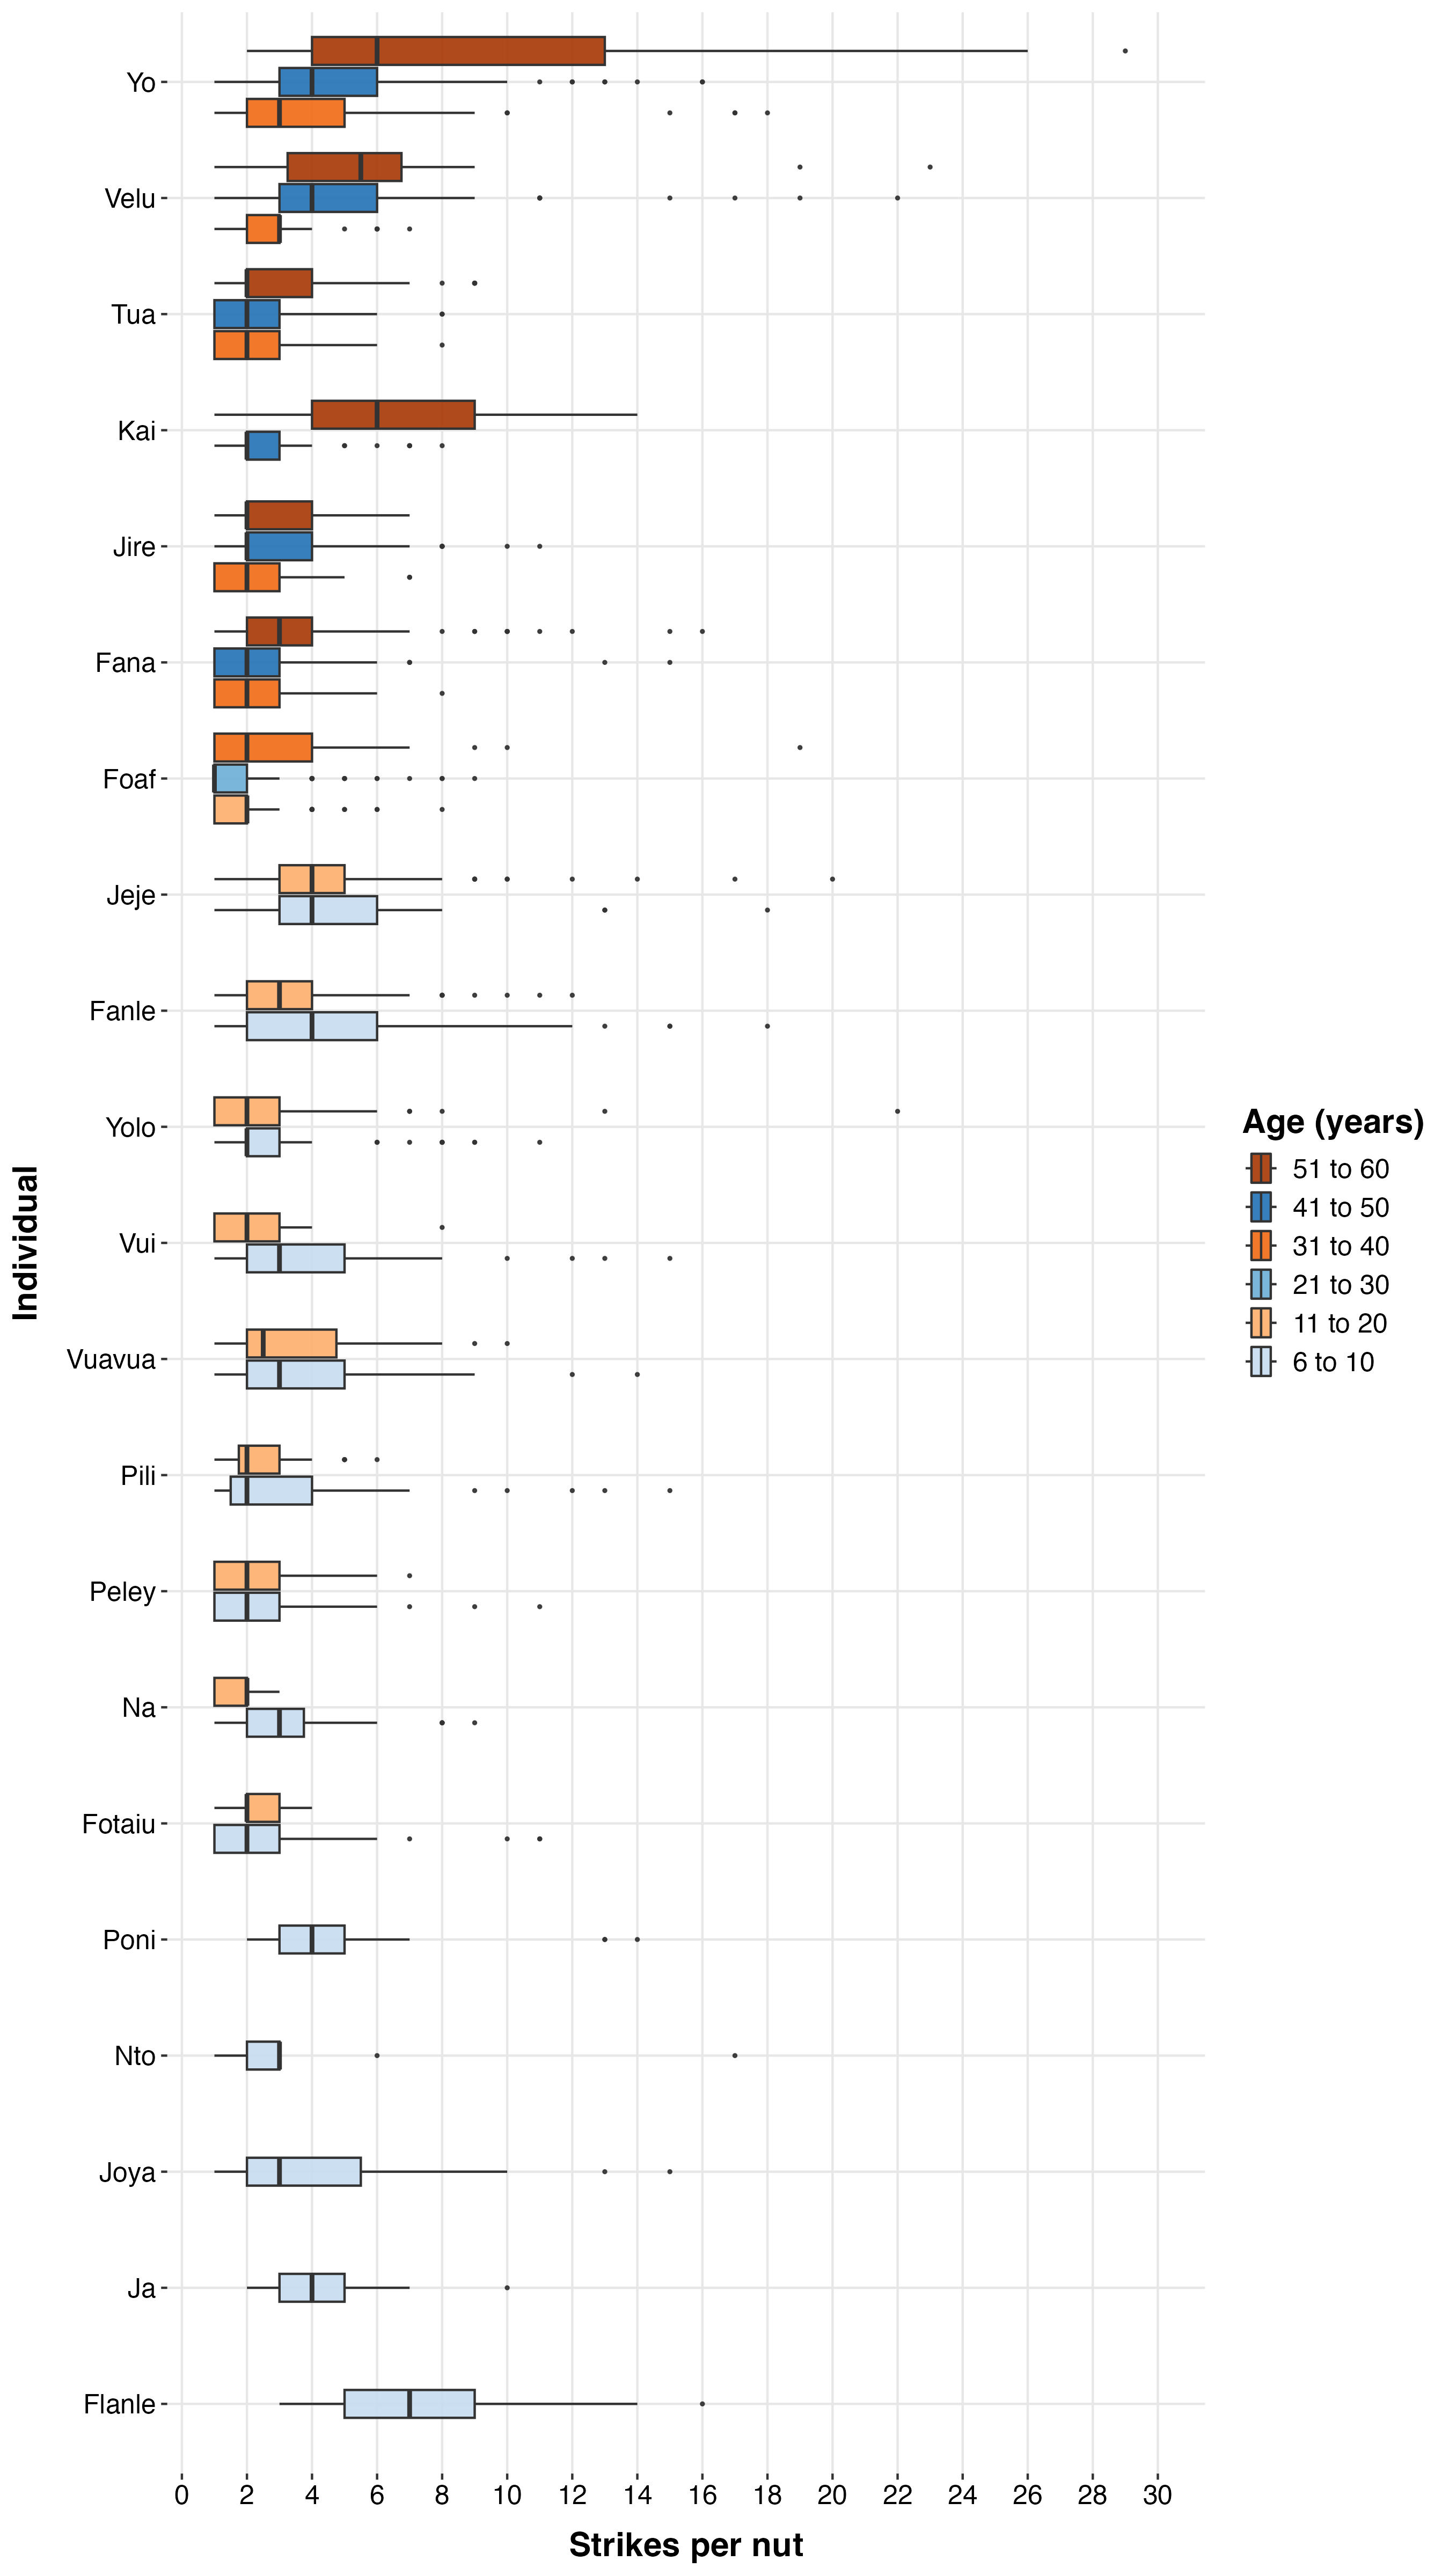 Yo
Velu
Tua
Kai
Jire
Fana
Foaf
Jeje
Fanle
Yolo
Vui
Vuavua
Pili
Peley
Na
Fotaiu
Poni
Nto
Joya
Ja
Flanle
Individual
0 2 4 6 8 10 12 14 16 18 20 22 24 26 28 30
Strikes per nut
Age (years)
51 to 60
41 to 50
31 to 40
21 to 30
11 to 20
6 to 10